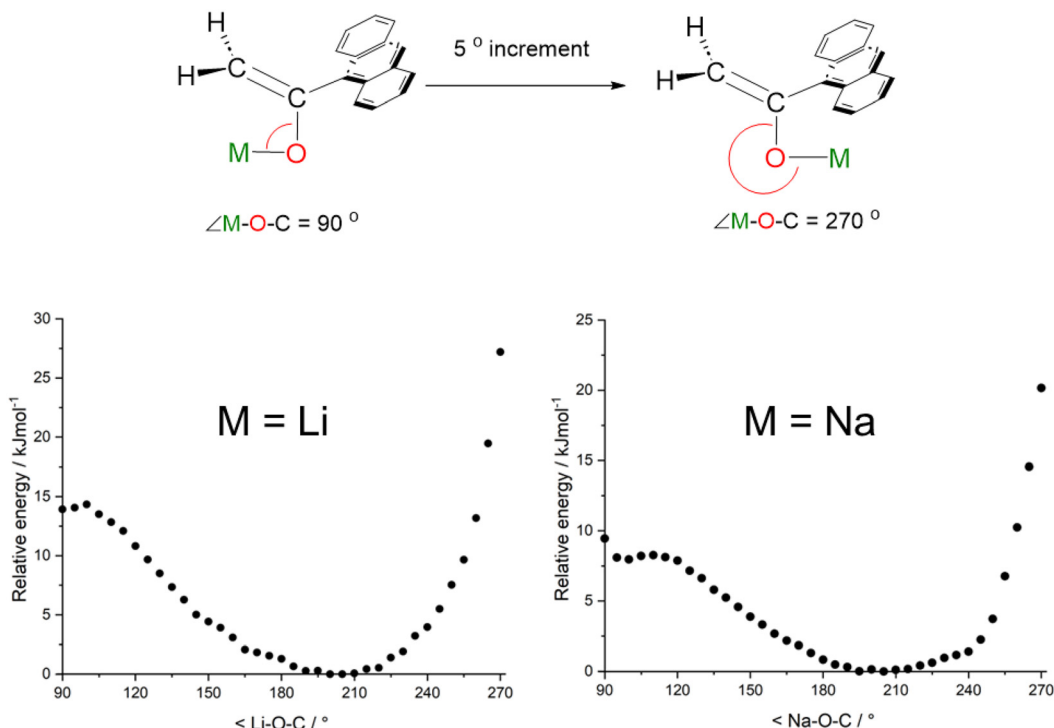 H
H
C
C
M
O
5 º increment
H
H
C
C
O
M
∠M-O-C = 90 º
∠M-O-C = 270 º
30
25
20
15
10
5
0
Relative energy / kJmol-1
M = Li
90 120 150 180 210 240 270
< Li-O-C / °
25
20
15
10
5
0
Relative energy / kJmol-1
M = Na
90 120 150 180 210 240 270
< Na-O-C / °